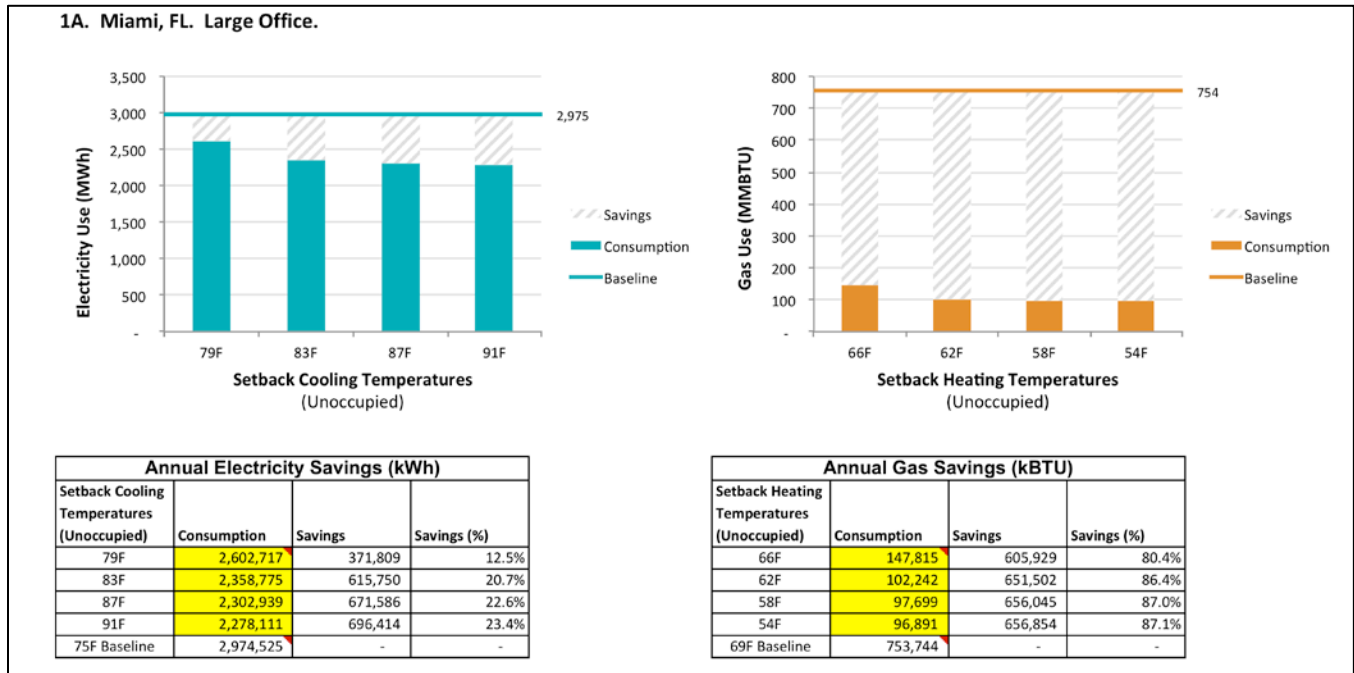 1A. Miami, FL. Large Office.
3,500
3,000
2,500
2,000
1,500
1,000
500
-
Electricity Use (MWh)
2,975
Savings
Consumption
Baseline
79F 83F 87F 91F
Setback Cooling Temperatures
(Unoccupied)
800
700
600
500
400
300
200
100
-
Gas Use (MMBTU)
754
Savings
Consumption
Baseline
66F 62F 58F 54F
Setback Heating Temperatures
(Unoccupied)
Annual Electricity Savings (kWh)
Setback Cooling
Temperatures
(Unoccupied) Consumption Savings Savings (%)
79F 2,602,717 371,809 12.5%
83F 2,358,775 615,750 20.7%
87F 2,302,939 671,586 22.6%
91F 2,278,111 696,414 23.4%
75F Baseline 2,974,525 - -
Annual Gas Savings (kBTU)
Setback Heating
Temperatures
(Unoccupied) Consumption Savings Savings (%)
66F 147,815 605,929 80.4%
62F 102,242 651,502 86.4%
58F 97,699 656,045 87.0%
54F 96,891 656,854 87.1%
69F Baseline 753,744 - -